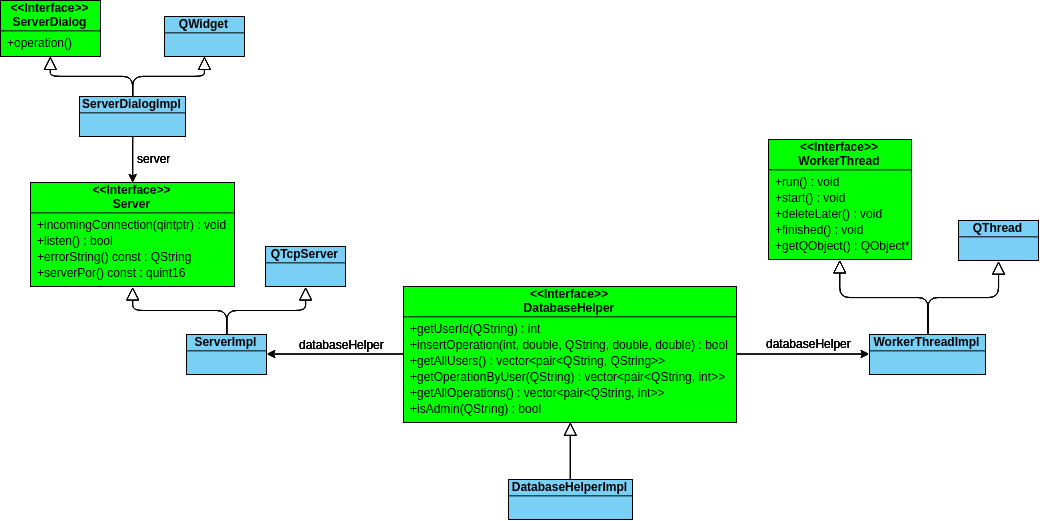 <<Interface>>
ServerDialog
+operation()
QWidget
ServerDialogImpl
server
<<Interface>>
Server
+incomingConnection(qintptr) : void
+listen() : bool
+errorString() const : QString
+serverPor() const : quint16
QTcpServer
ServerImpl
databaseHelper
<<Interface>>
DatabaseHelper
+getUserId(QString) : int
+insertOperation(int, double, QString, double, double) : bool
+getAllUsers() : vector<pair<QString, QString>>
+getOperationByUser(QString) : vector<pair<QString, int>>
+getAllOperations() : vector<pair<QString, int>>
+isAdmin(QString) : bool
DatabaseHelperImpl
databaseHelper
<<Interface>>
WorkerThread
+run() : void
+start() : void
+deleteLater() : void
+finished() : void
+getQObject() : QObject*
QThread
WorkerThreadImpl